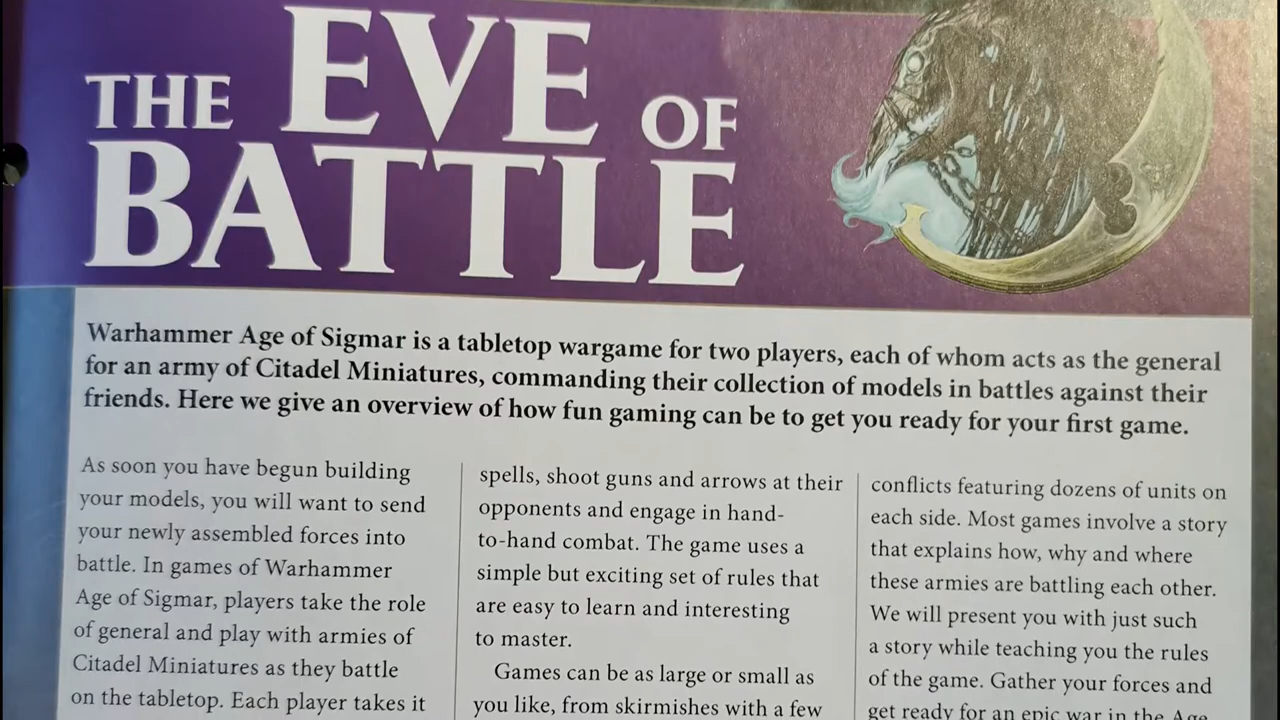 THE EVE OF
BATTLE
Warhammer Age of Sigmar is a tabletop wargame for two players, each of whom acts as the general
for an army of Citadel Miniatures, commanding their collection of models in battles against their
friends. Here we give an overview of how fun gaming can be to get you ready for your first game.
As soon you have begun building
your models, you will want to send
your newly assembled forces into
battle. In games of Warhammer
Age of Sigmar, players take the role
of general and play with armies of
Citadel Miniatures as they battle
on the tabletop. Each player takes it
spells, shoot guns and arrows at their
opponents and engage in hand-
to-hand combat. The game uses a
simple but exciting set of rules that
are easy to learn and interesting
to master.
Games can be as large or small as
you like, from skirmishes with a few
conflicts featuring dozens of units on
each side. Most games involve a story
that explains how, why and where
these armies are battling each other.
We will present you with just such
a story while teaching you the rules
of the game. Gather your forces and
get ready for an epic war in the Age